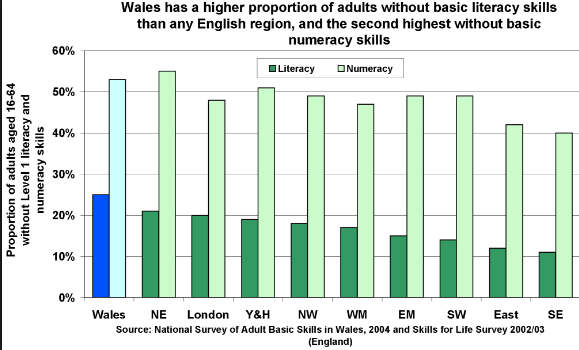 Wales has a higher proportion of adults without basic literacy skills
than any English region, and the second highest without basic
numeracy skills
Proportion of adults aged 16-64
without Level 1 literacy and
numeracy skills
60%
50%
40%
30%
20%
10%
0%
Literacy Numeracy
Wales NE London Y&H NW WM EM SW East SE
Source: National Survey of Adult Basic Skills in Wales, 2004 and Skills for Life Survey 2002/03
(England)